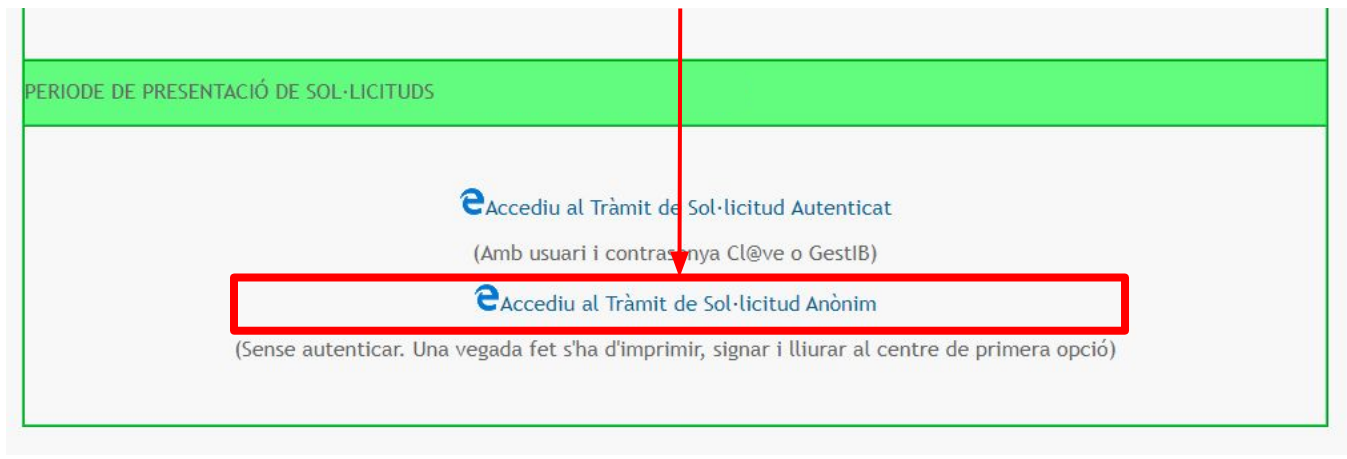 PERIODE DE PRESENTACIÓ DE SOL·LICITUDS
Accediu al Tràmit de Sol·licitud Autenticat
(Amb usuari i contrasenya Cl@ve o GestIB)
Accediu al Tràmit de Sol·licitud Anònim
(Sense autenticar. Una vegada fet s'ha d'imprimir, signar i lliurar al centre de primera opció)